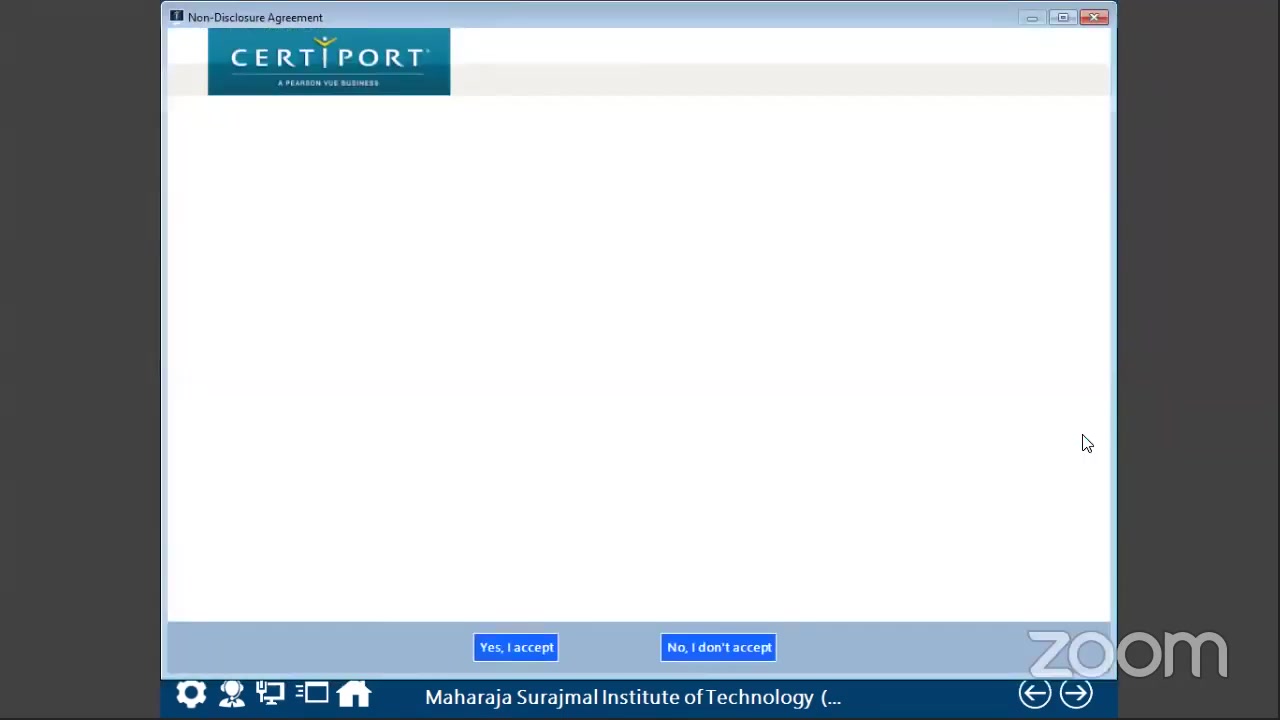 Non-Disclosure Agreement
CERTIPORT
A PEARSON VUE BUSINESS
Yes, I accept
No, I don't accept
zoom
Maharaja Surajmal Institute of Technology (...